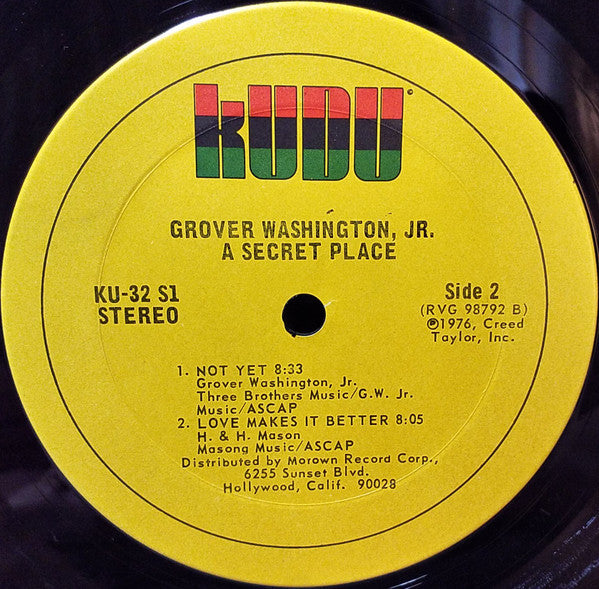 kUDU
GROVER WASHINGTON, JR.
A SECRET PLACE
KU-32 S1
STEREO
Side 2
(RVG 98792 B)
℗1976, Creed
Taylor, Inc.
1. NOT YET 8:33
Grover Washington, Jr.
Three Brothers Music/G.W. Jr.
Music/ASCAP
2. LOVE MAKES IT BETTER 8:05
H. & H. Mason
Masong Music/ASCAP
Distributed by Morown Record Corp.,
6255 Sunset Blvd.
Hollywood, Calif. 90028